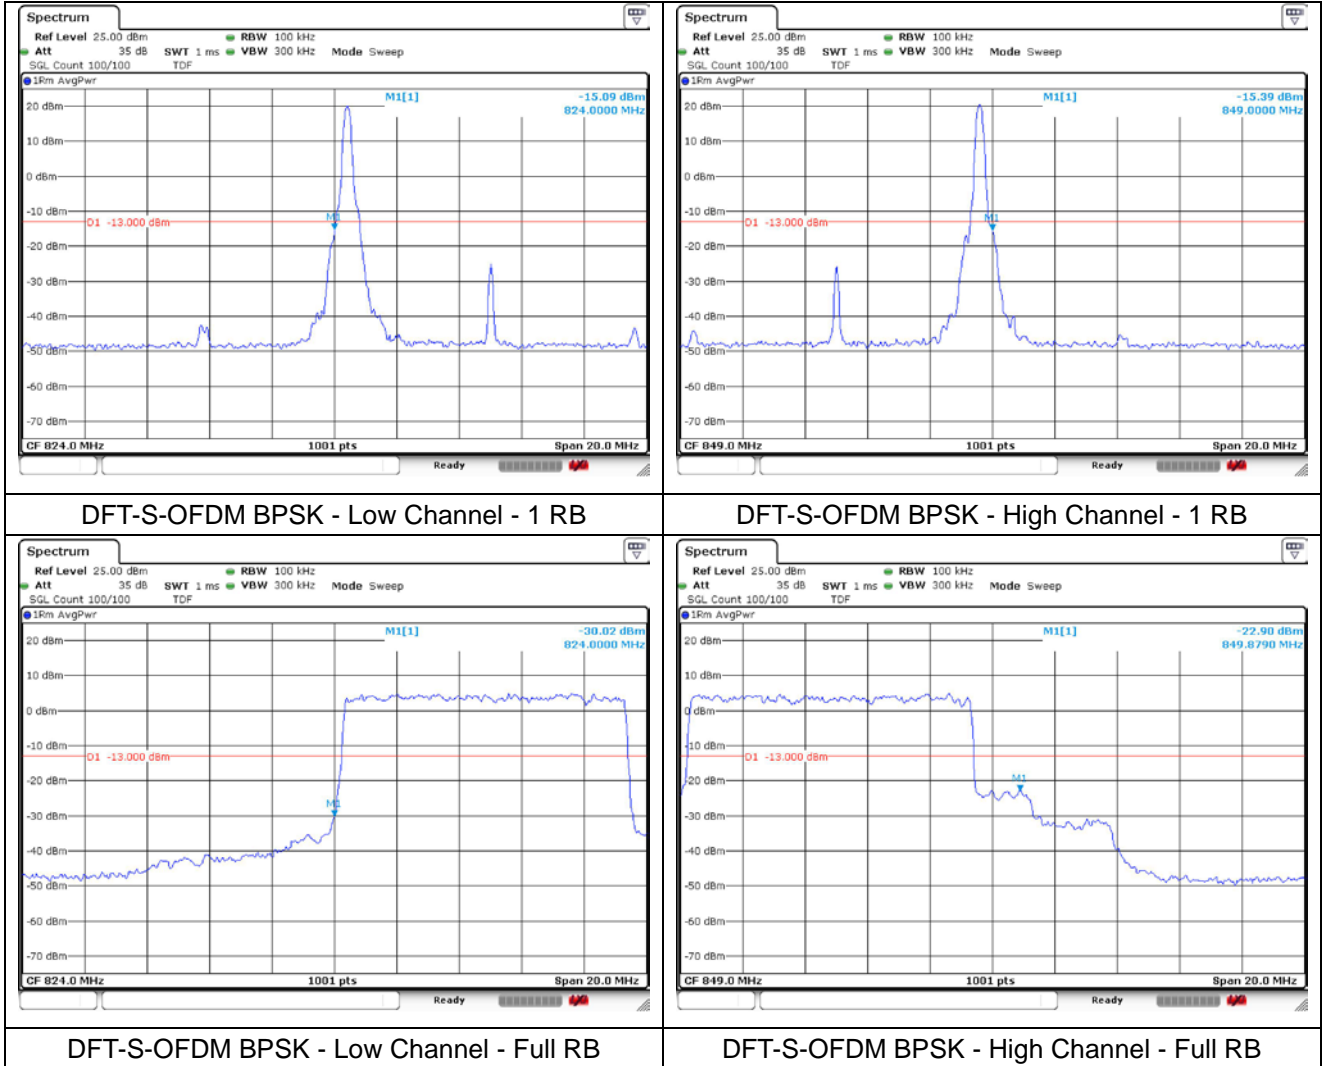 Spectrum
Ref Level 25.00 dBm RBW 100 kHz
Att 35 dB SWT 1 ms VBW 300 kHz Mode Sweep
SGL Count 100/100 TDF
1Rm AvgPwr
M1[1] -15.09 dBm
824.0000 MHz
20 dBm
10 dBm
0 dBm
-10 dBm
M1
D1 -13.000 dBm
-20 dBm
-30 dBm
-40 dBm
-50 dBm
-60 dBm
-70 dBm
CF 824.0 MHz 1001 pts Span 20.0 MHz
Ready
DFT-S-OFDM BPSK - Low Channel - 1 RB
Spectrum
Ref Level 25.00 dBm RBW 100 kHz
Att 35 dB SWT 1 ms VBW 300 kHz Mode Sweep
SGL Count 100/100 TDF
1Rm AvgPwr
M1[1] -15.39 dBm
849.0000 MHz
20 dBm
10 dBm
0 dBm
-10 dBm
M1
D1 -13.000 dBm
-20 dBm
-30 dBm
-40 dBm
-50 dBm
-60 dBm
-70 dBm
CF 849.0 MHz 1001 pts Span 20.0 MHz
Ready
DFT-S-OFDM BPSK - High Channel - 1 RB
Spectrum
Ref Level 25.00 dBm RBW 100 kHz
Att 35 dB SWT 1 ms VBW 300 kHz Mode Sweep
SGL Count 100/100 TDF
1Rm AvgPwr
M1[1] -30.02 dBm
824.0000 MHz
20 dBm
10 dBm
0 dBm
-10 dBm
D1 -13.000 dBm
-20 dBm
M1
-30 dBm
-40 dBm
-50 dBm
-60 dBm
-70 dBm
CF 824.0 MHz 1001 pts Span 20.0 MHz
Ready
DFT-S-OFDM BPSK - Low Channel - Full RB
Spectrum
Ref Level 25.00 dBm RBW 100 kHz
Att 35 dB SWT 1 ms VBW 300 kHz Mode Sweep
SGL Count 100/100 TDF
1Rm AvgPwr
M1[1] -22.90 dBm
849.8790 MHz
20 dBm
10 dBm
0 dBm
-10 dBm
D1 -13.000 dBm
M1
-20 dBm
-30 dBm
-40 dBm
-50 dBm
-60 dBm
-70 dBm
CF 849.0 MHz 1001 pts Span 20.0 MHz
Ready
DFT-S-OFDM BPSK - High Channel - Full RB